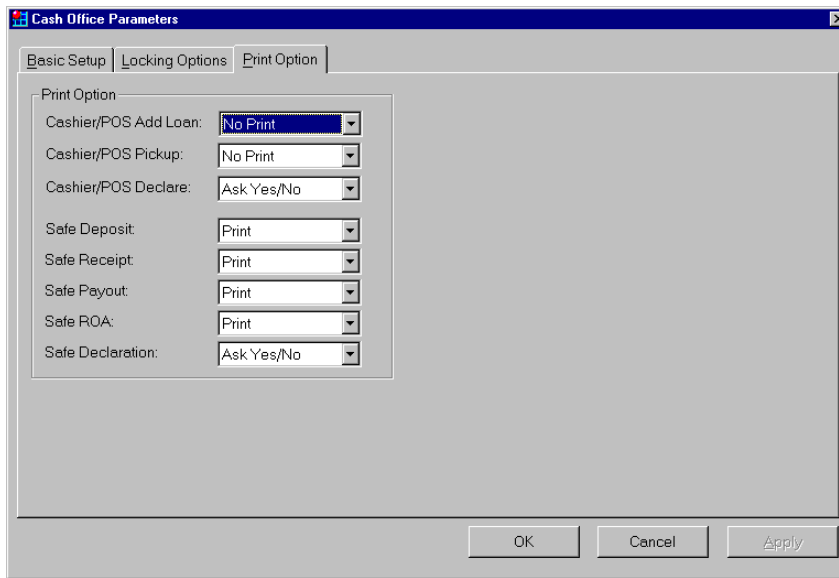 Cash Office Parameters
Basic Setup Locking Options Print Option
Print Option
Cashier/POS Add Loan: No Print
Cashier/POS Pickup: No Print
Cashier/POS Declare: Ask Yes/No
Safe Deposit: Print
Safe Receipt: Print
Safe Payout: Print
Safe ROA: Print
Safe Declaration: Ask Yes/No
OK Cancel Apply